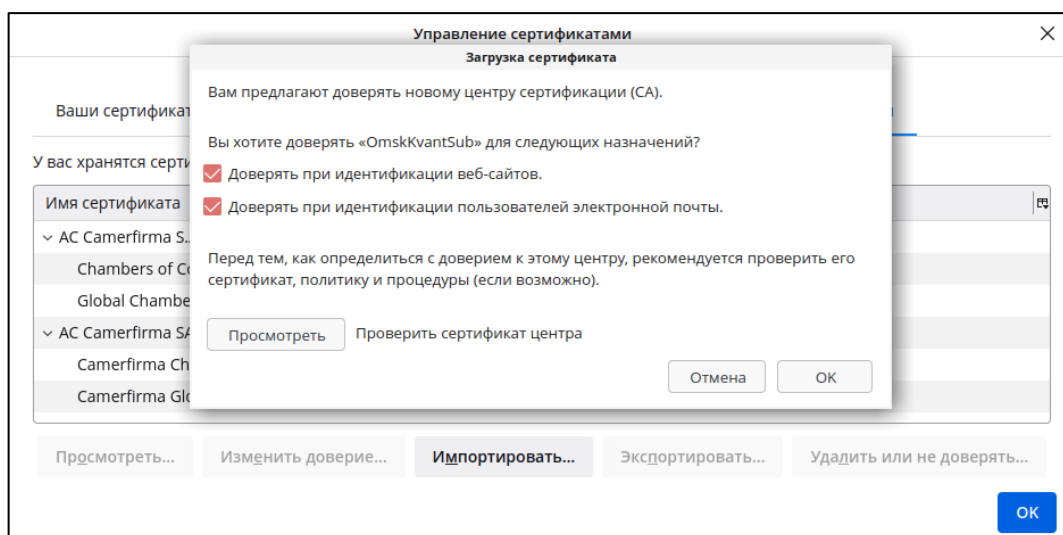 Управление сертификатами
Загрузка сертификата
Вам предлагают доверять новому центру сертификации (CA).
Ваши сертификат
Вы хотите доверять «OmskKvantSub» для следующих назначений?
У вас хранятся серти
Доверять при идентификации веб-сайтов.
Имя сертификата
Доверять при идентификации пользователей электронной почты.
AC Camerfirma S.
Перед тем, как определиться с доверием к этому центру, рекомендуется проверить его
сертификат, политику и процедуры (если возможно).
Chambers of Co
Global Chambe
AC Camerfirma SA
Просмотреть Проверить сертификат центра
Camerfirma Ch
Отмена OK
Camerfirma Glo
Просмотреть... Изменить доверие... Импортировать... Экспортировать... Удалить или не доверять...
OK